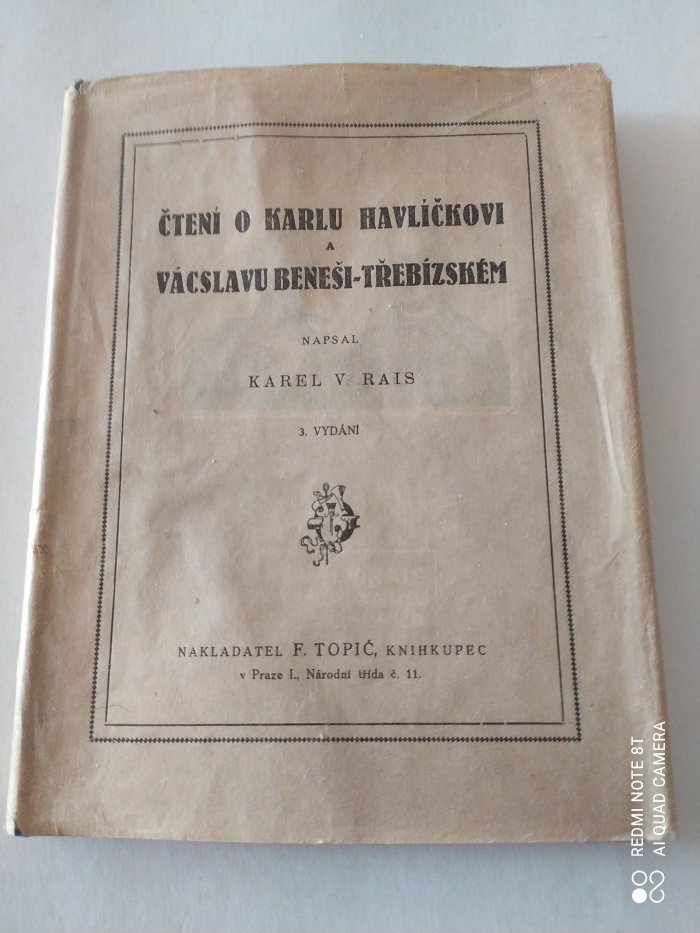 ČTENÍ O KARLU HAVLÍČKOVI
A
VÁCSLAVU BENEŠI-TŘEBÍZSKÉM
NAPSAL
KAREL V. RAIS
3. VYDÁNÍ
NAKLADATEL F. TOPIČ, KNIHKUPEC
v Praze I., Národní třída č. 11.
REDMI NOTE 8T
AI QUAD CAMERA